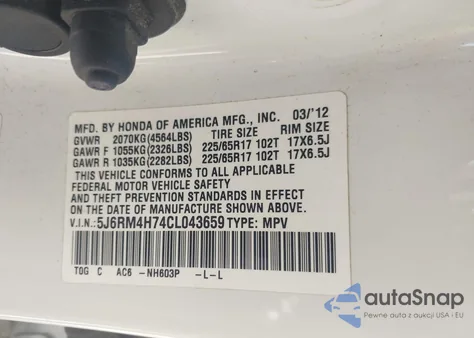 MFD. BY HONDA OF AMERICA MFG., INC. 03/'12
GVWR 2070KG(4564LBS) TIRE SIZE RIM SIZE
GAWR F 1055KG(2326LBS) 225/65R17 102T 17X6.5J
GAWR R 1035KG(2282LBS) 225/65R17 102T 17X6.5J
THIS VEHICLE CONFORMS TO ALL APPLICABLE
FEDERAL MOTOR VEHICLE SAFETY
AND THEFT PREVENTION STANDARDS IN EFFECT
ON THE DATE OF MANUFACTURE SHOWN ABOVE.
V.I.N.: 5J6RM4H74CL043659 TYPE: MPV
T0G C AC6 -NH603P -L-L
autaSnap
Pewne auta z aukcji USA - EU